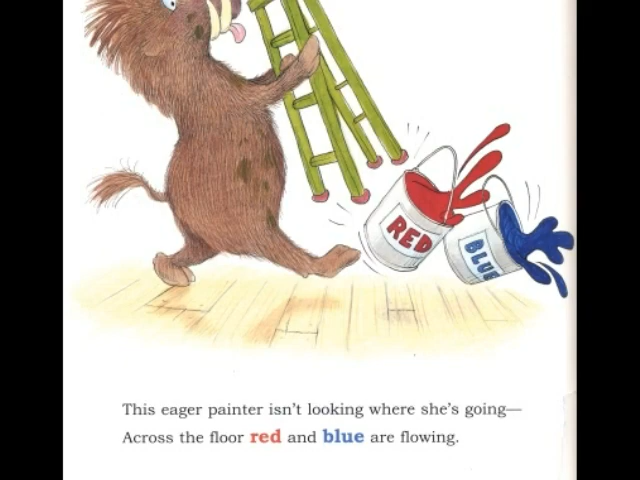 RED
BLUE
This eager painter isn't looking where she's going—
Across the floor red and blue are flowing.